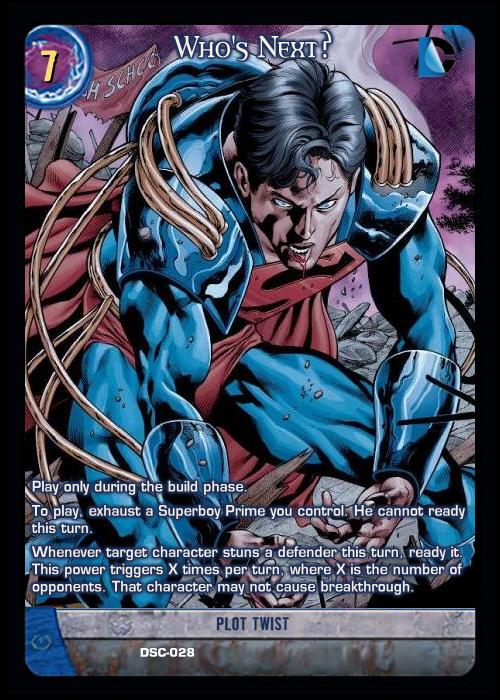 Who's Next?
7
H SCHOO
Play only during the build phase.
To play, exhaust a Superboy Prime you control. He cannot ready
this turn.
Whenever target character stuns a defender this turn, ready it.
This power triggers X times per turn, where X is the number of
opponents. That character may not cause breakthrough.
PLOT TWIST
DSC-028